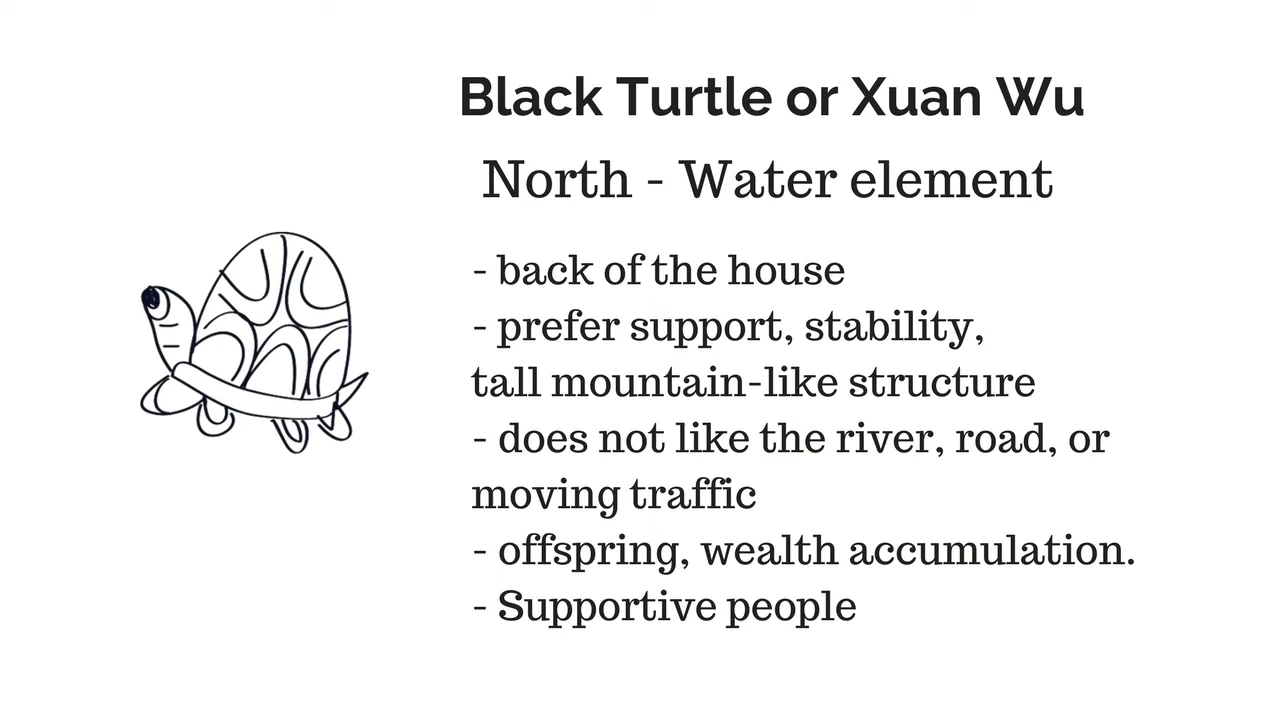 Black Turtle or Xuan Wu
North - Water element
- back of the house
- prefer support, stability,
tall mountain-like structure
- does not like the river, road, or
moving traffic
- offspring, wealth accumulation.
- Supportive people